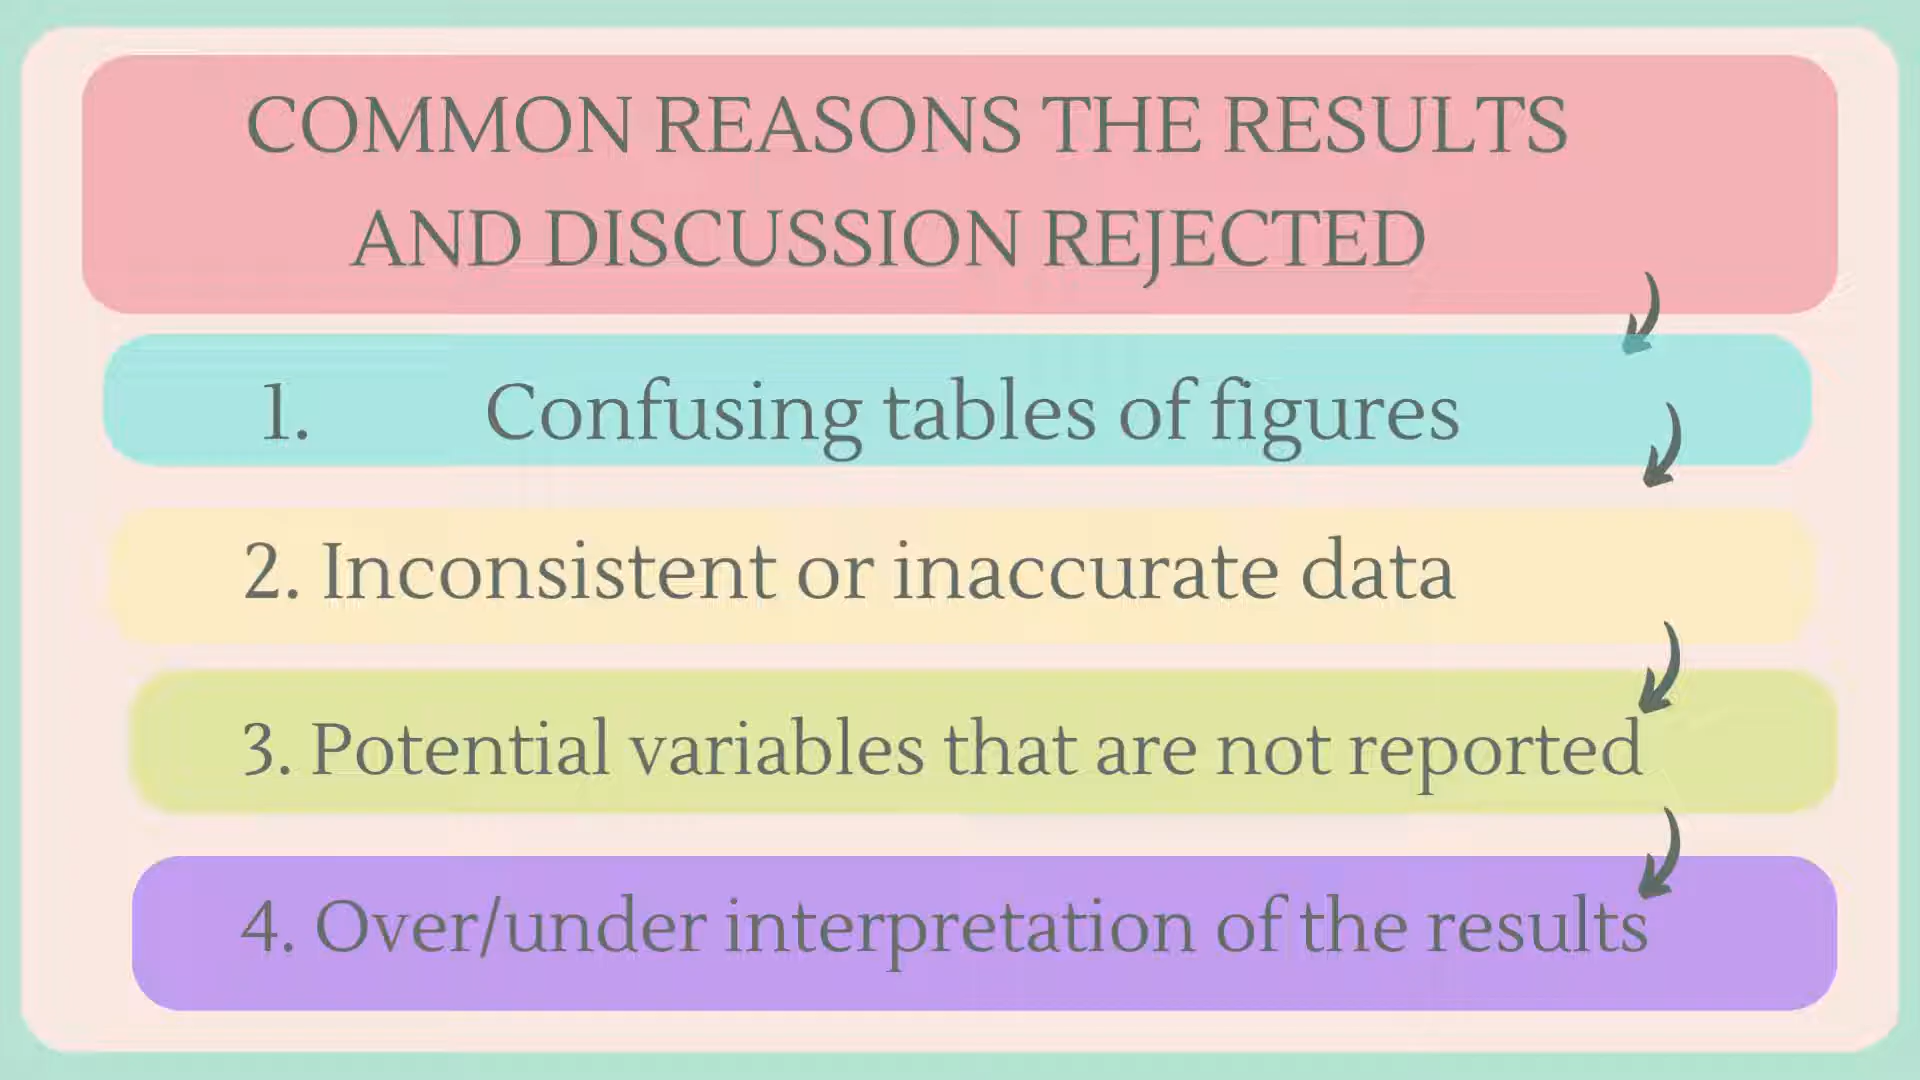 COMMON REASONS THE RESULTS
AND DISCUSSION REJECTED
1. Confusing tables of figures
2. Inconsistent or inaccurate data
3. Potential variables that are not reported
4. Over/under interpretation of the results